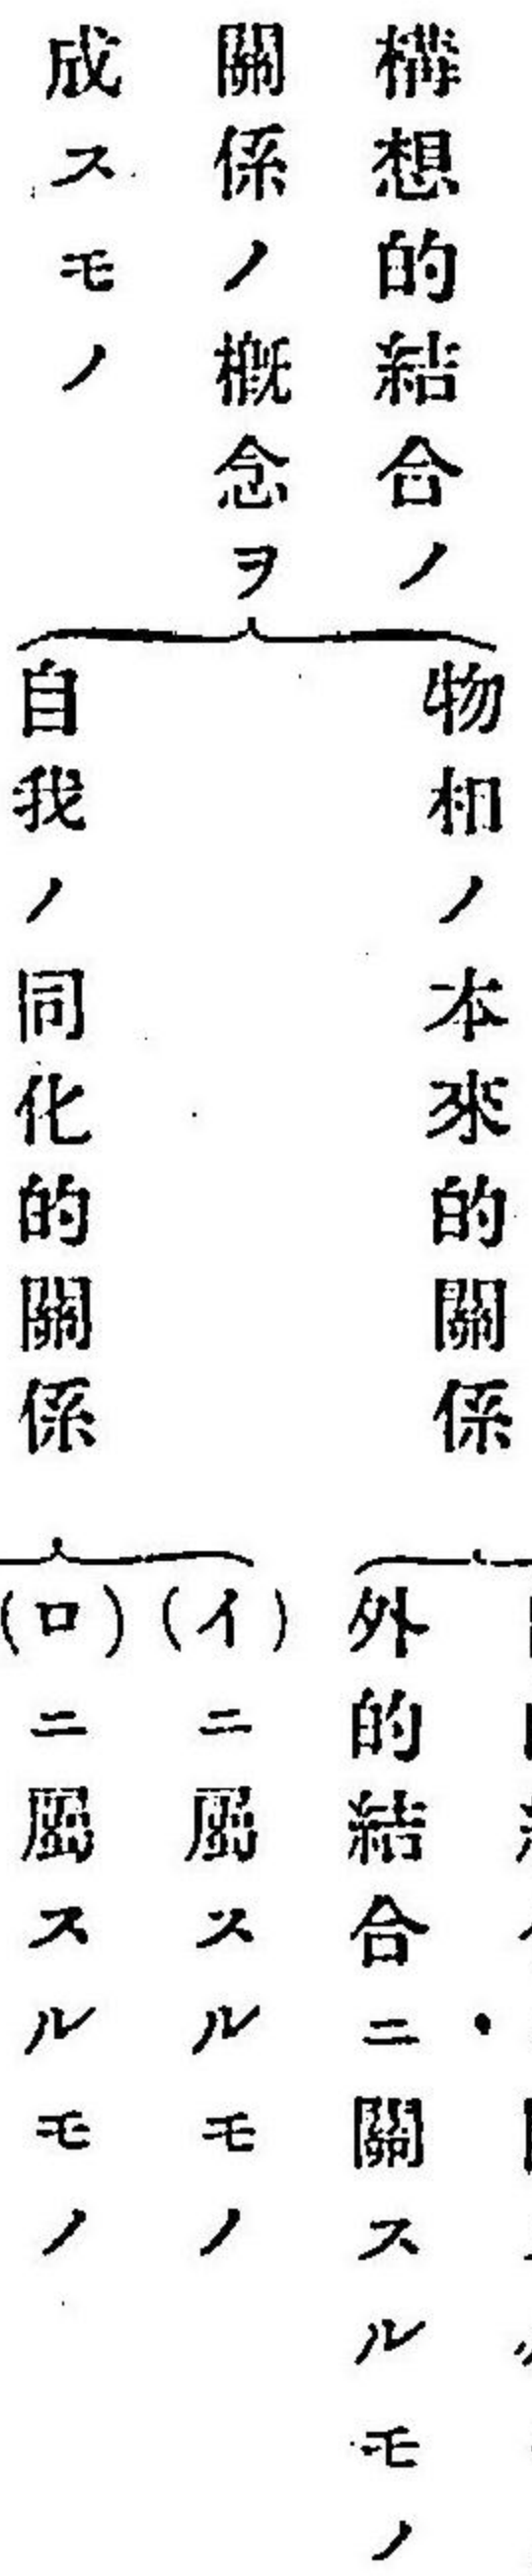 構想的結合ノ
關係ノ概念ヲ
成スモノ
物相ノ本來的關係
自我ノ同化的關係
外的結合ニ關スルモノ
(イ)ニ屬スルモノ
(ロ)ニ屬スルモノ